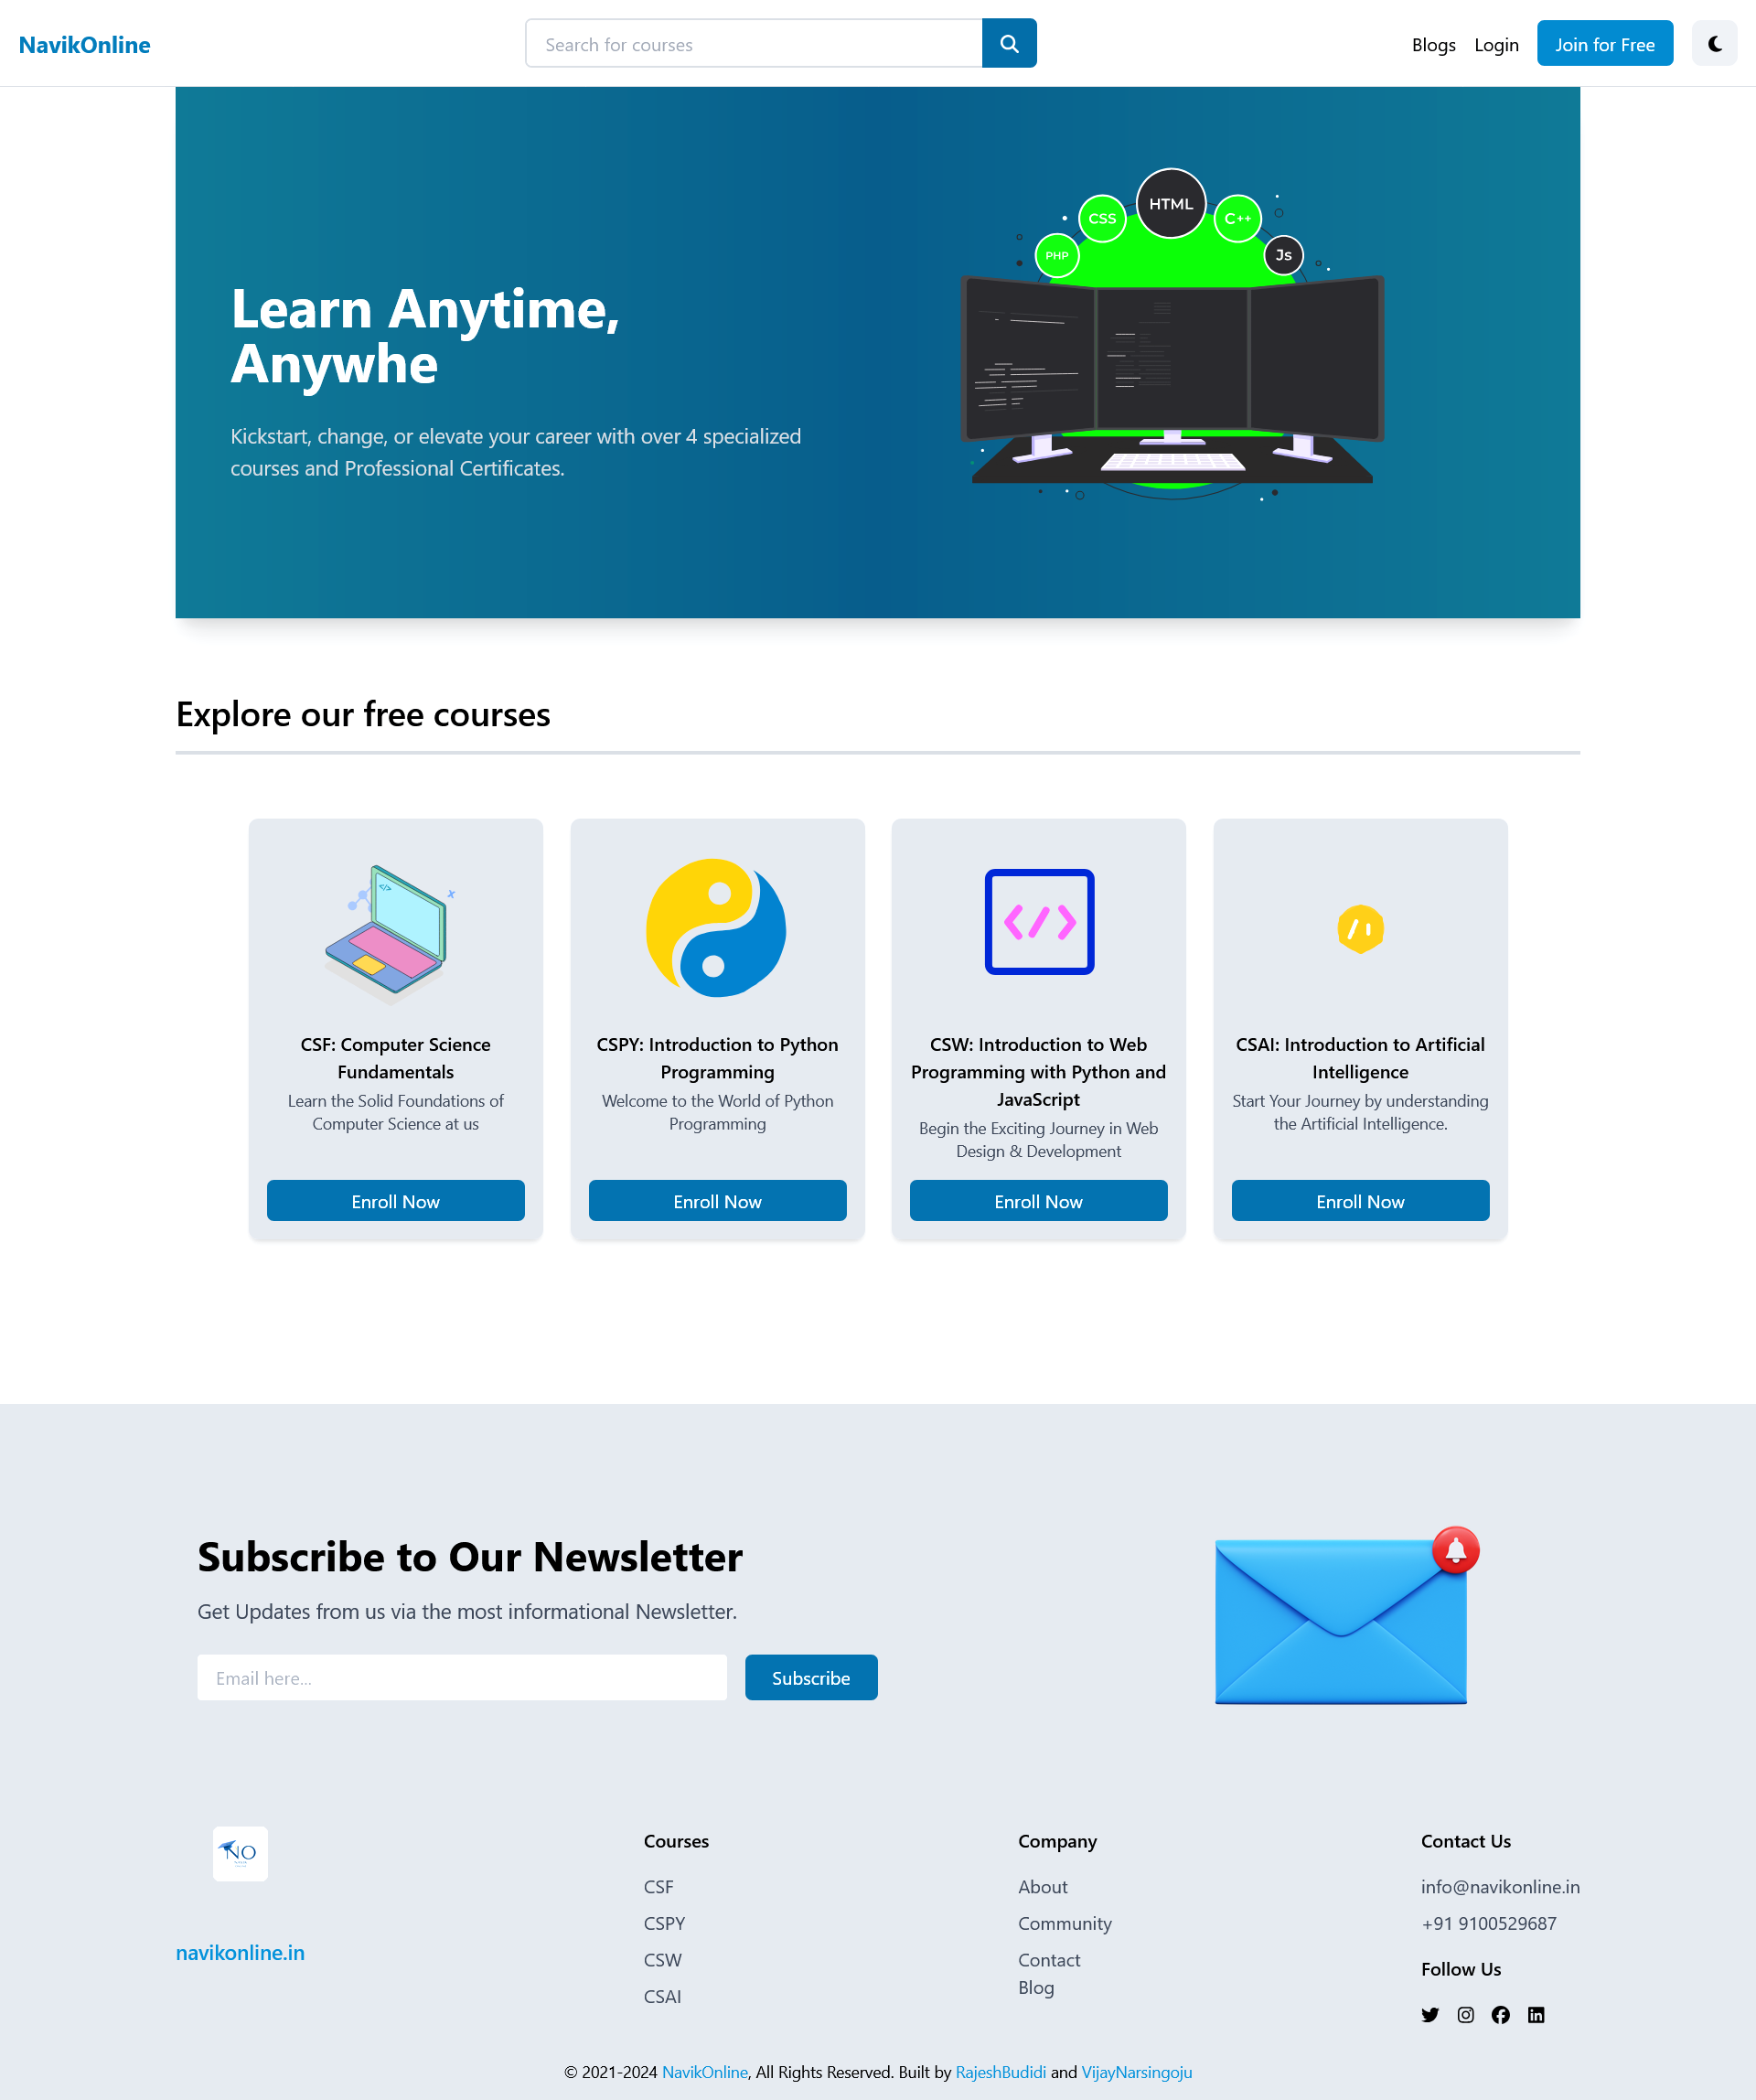 NavikOnline
Search for courses
Blogs
Login
Join for Free
HTML
CSS
C++
PHP
Js
Learn Anytime,
Anywhe
Kickstart, change, or elevate your career with over 4 specialized
courses and Professional Certificates.
Explore our free courses
CSF: Computer Science
Fundamentals
Learn the Solid Foundations of
Computer Science at us
Enroll Now
CSPY: Introduction to Python
Programming
Welcome to the World of Python
Programming
Enroll Now
CSW: Introduction to Web
Programming with Python and
JavaScript
Begin the Exciting Journey in Web
Design & Development
Enroll Now
CSAI: Introduction to Artificial
Intelligence
Start Your Journey by understanding
the Artificial Intelligence.
Enroll Now
Subscribe to Our Newsletter
Get Updates from us via the most informational Newsletter.
Email here...
Subscribe
NO
navikonline.in
Courses
CSF
CSPY
CSW
CSAI
Company
About
Community
Contact
Blog
Contact Us
info@navikonline.in
+91 9100529687
Follow Us
© 2021-2024 NavikOnline, All Rights Reserved. Built by RajeshBudidi and VijayNarsingoju